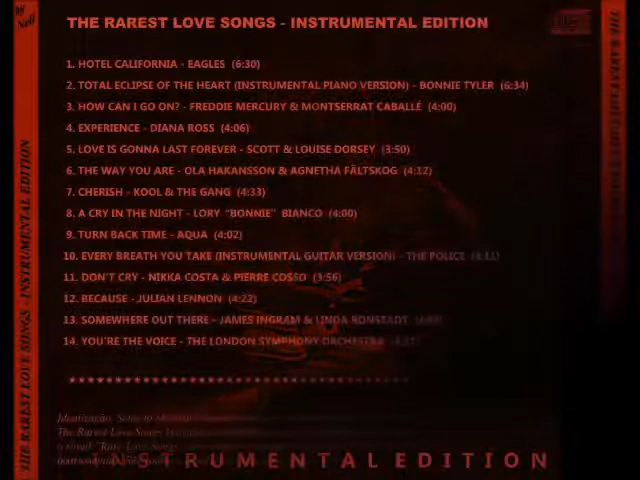 by Neil
THE RAREST LOVE SONGS - INSTRUMENTAL EDITION
1. HOTEL CALIFORNIA - EAGLES (6:30)
2. TOTAL ECLIPSE OF THE HEART (INSTRUMENTAL PIANO VERSION) - BONNIE TYLER (6:34)
3. HOW CAN I GO ON? - FREDDIE MERCURY & MONTSERRAT CABALLÉ (4:00)
4. EXPERIENCE - DIANA ROSS (4:06)
5. LOVE IS GONNA LAST FOREVER - SCOTT & LOUISE DORSEY (3:50)
6. THE WAY YOU ARE - OLA HAKANSSON & AGNETHA FÄLTSKOG (4:12)
7. CHERISH - KOOL & THE GANG (4:33)
8. A CRY IN THE NIGHT - LORY "BONNIE" BIANCO (4:00)
9. TURN BACK TIME - AQUA (4:02)
10. EVERY BREATH YOU TAKE (INSTRUMENTAL GUITAR VERSION) - THE POLICE
11. DON'T CRY - NIKKA COSTA & PIERRE COSSO (3:56)
12. BECAUSE - JULIAN LENNON (4:22)
13. SOMEWHERE OUT THERE - JAMES INGRAM & LINDA RONSTADT
14. YOU'RE THE VOICE - THE LONDON SYMPHONY ORCHESTRA
The Rarest Love Songs
INSTRUMENTAL EDITION
THE RAREST LOVE SONGS - INSTRUMENTAL EDITION